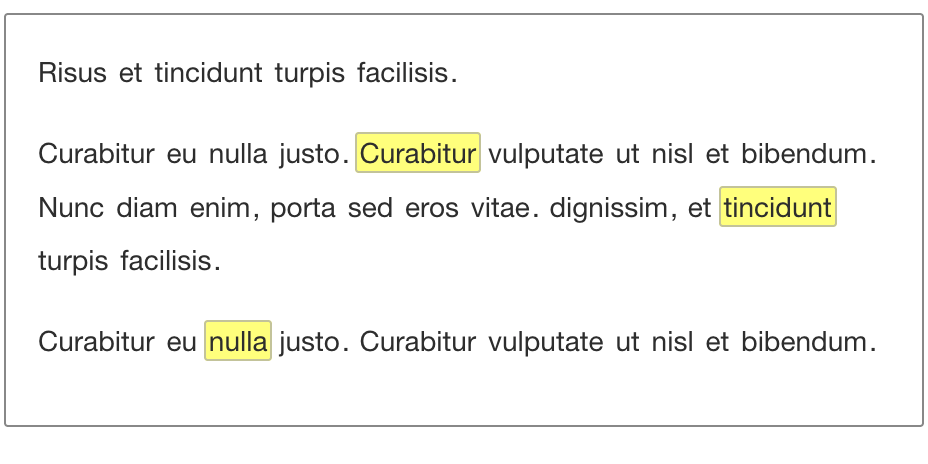 Risus et tincidunt turpis facilisis.
Curabitur eu nulla justo. Curabitur vulputate ut nisl et bibendum.
Nunc diam enim, porta sed eros vitae. dignissim, et tincidunt
turpis facilisis.
Curabitur eu nulla justo. Curabitur vulputate ut nisl et bibendum.